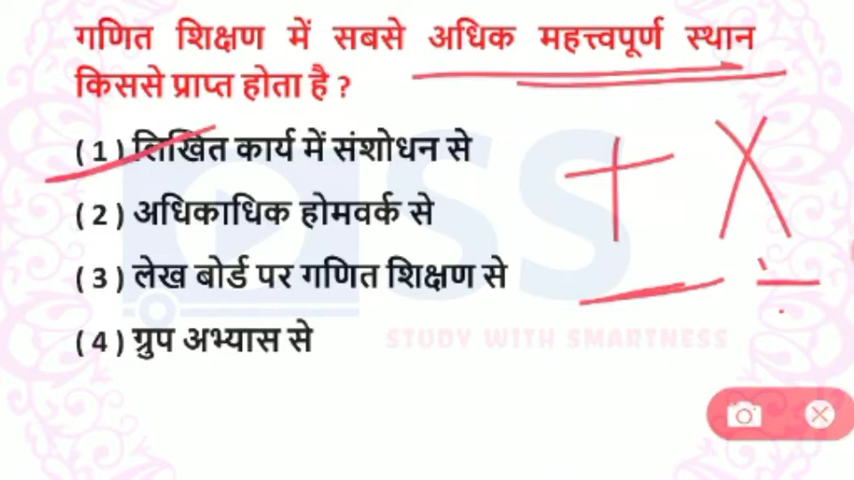 गणित शिक्षण में सबसे अधिक महत्त्वपूर्ण स्थान
किससे प्राप्त होता है ?
( 1 ) लिखित कार्य में संशोधन से
( 2 ) अधिकाधिक होमवर्क से
( 3 ) लेख बोर्ड पर गणित शिक्षण से
( 4 ) ग्रुप अभ्यास से
SS
STUDY WITH SMARTNESS
+ ×
− ÷